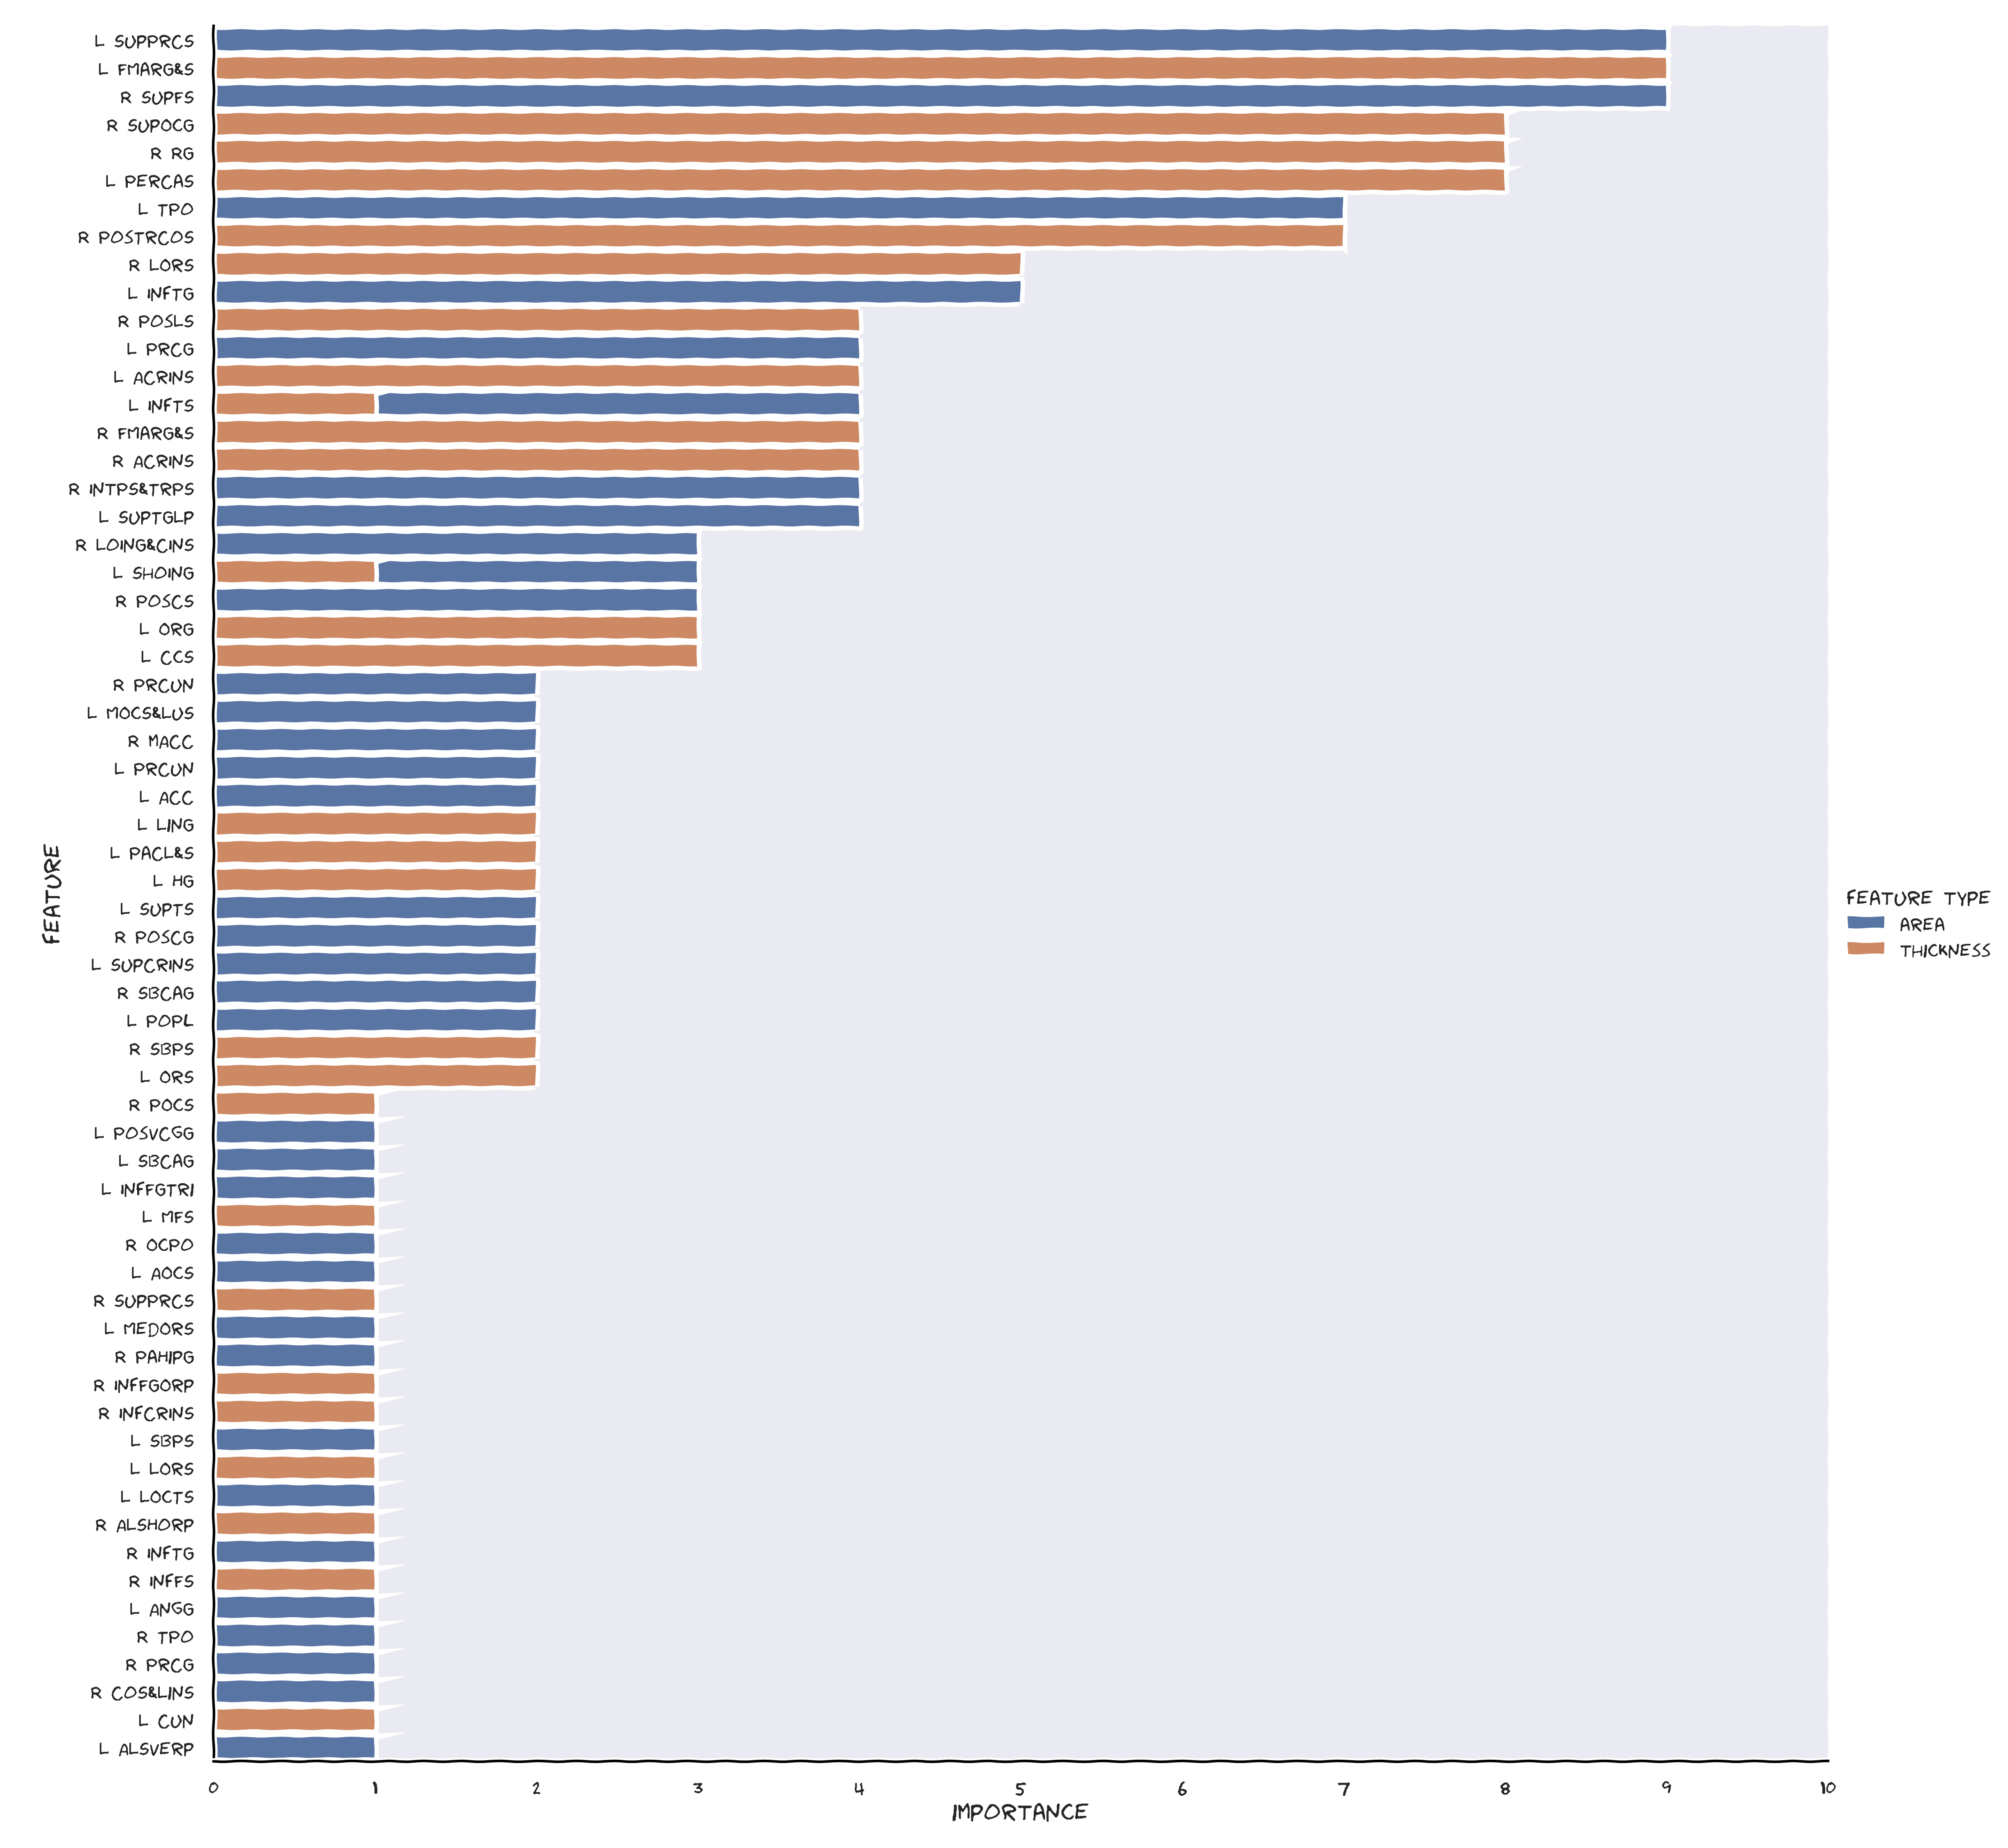 L SUPPRCS
L FMARG&S
R SUPFS
R SUPOCG
R RG
L PERCAS
L TPO
R POSTRCOS
R LORS
L INFTG
R POSLS
L PRCG
L ACRINS
L INFTS
R FMARG&S
R ACRINS
R INTPS&TRPS
L SUPTGLP
R LOING&CINS
L SHOING
R POSCS
L ORG
L CCS
R PRCUN
L MOCS&LUS
R MACC
L PRCUN
L ACC
L LING
L PACL&S
L HG
L SUPTS
R POSCG
L SUPCRINS
R SBCAG
L POPL
R SBPS
L ORS
R POCS
L POSVCGG
L SBCAG
L INFFGTRI
L MFS
R OCPO
L AOCS
R SUPPRCS
L MEDORS
R PAHIPG
R INFFGORP
R INFCRINS
L SBPS
L LORS
L LOCTS
R ALSHORP
R INFTG
R INFFS
L ANGG
R TPO
R PRCG
R COS&LINS
L CUN
L ALSVERP
FEATURE
0 1 2 3 4 5 6 7 8 9 10
IMPORTANCE
FEATURE TYPE
AREA
THICKNESS